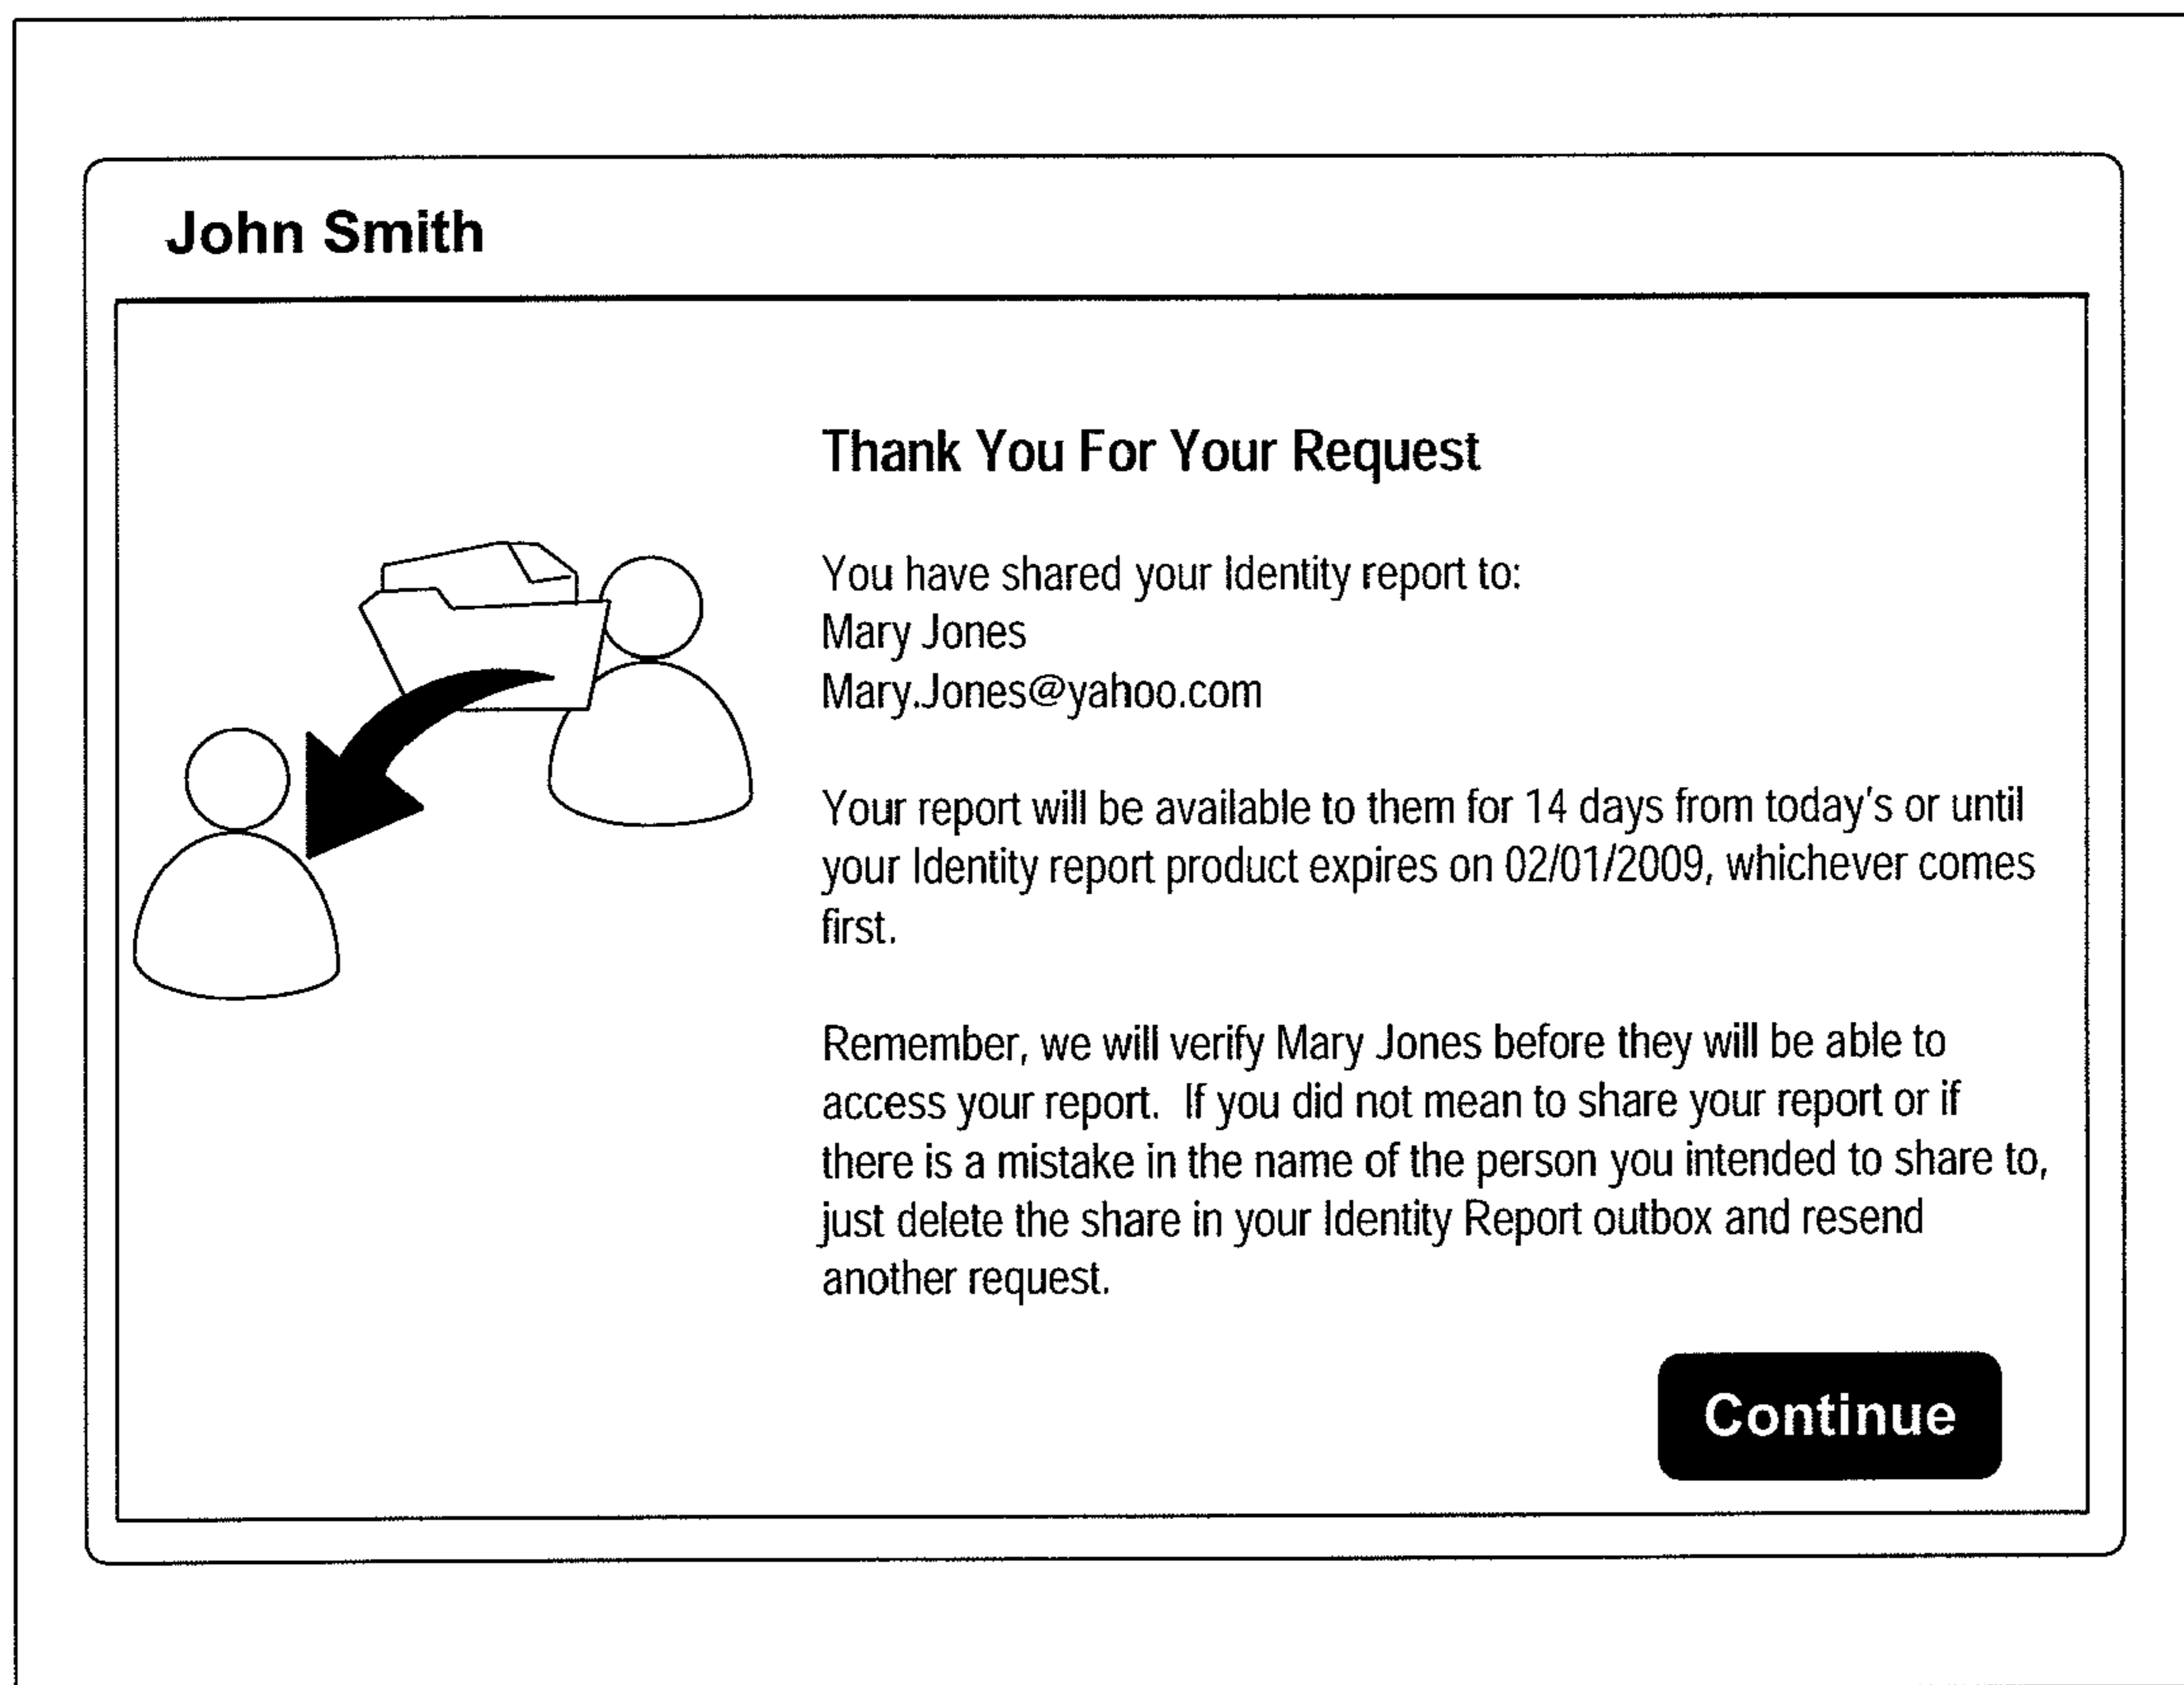 John Smith
Thank You For Your Request
You have shared your Identity report to:
Mary Jones
Mary.Jones@yahoo.com
Your report will be available to them for 14 days from today's or until
your Identity report product expires on 02/01/2009, whichever comes
first.
Remember, we will verify Mary Jones before they will be able to
access your report.  If you did not mean to share your report or if
there is a mistake in the name of the person you intended to share to,
just delete the share in your Identity Report outbox and resend
another request.
Continue